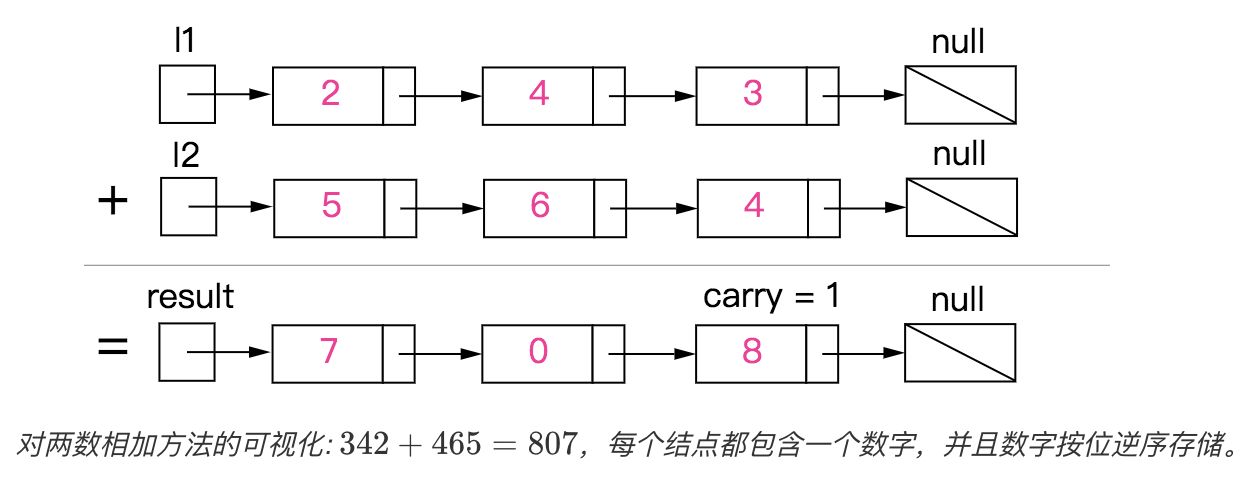 l1 null
2 4 3
l2 null
+ 5 6 4
result carry = 1 null
= 7 0 8
对两数相加方法的可视化: 342 + 465 = 807，每个结点都包含一个数字，并且数字按位逆序存储。